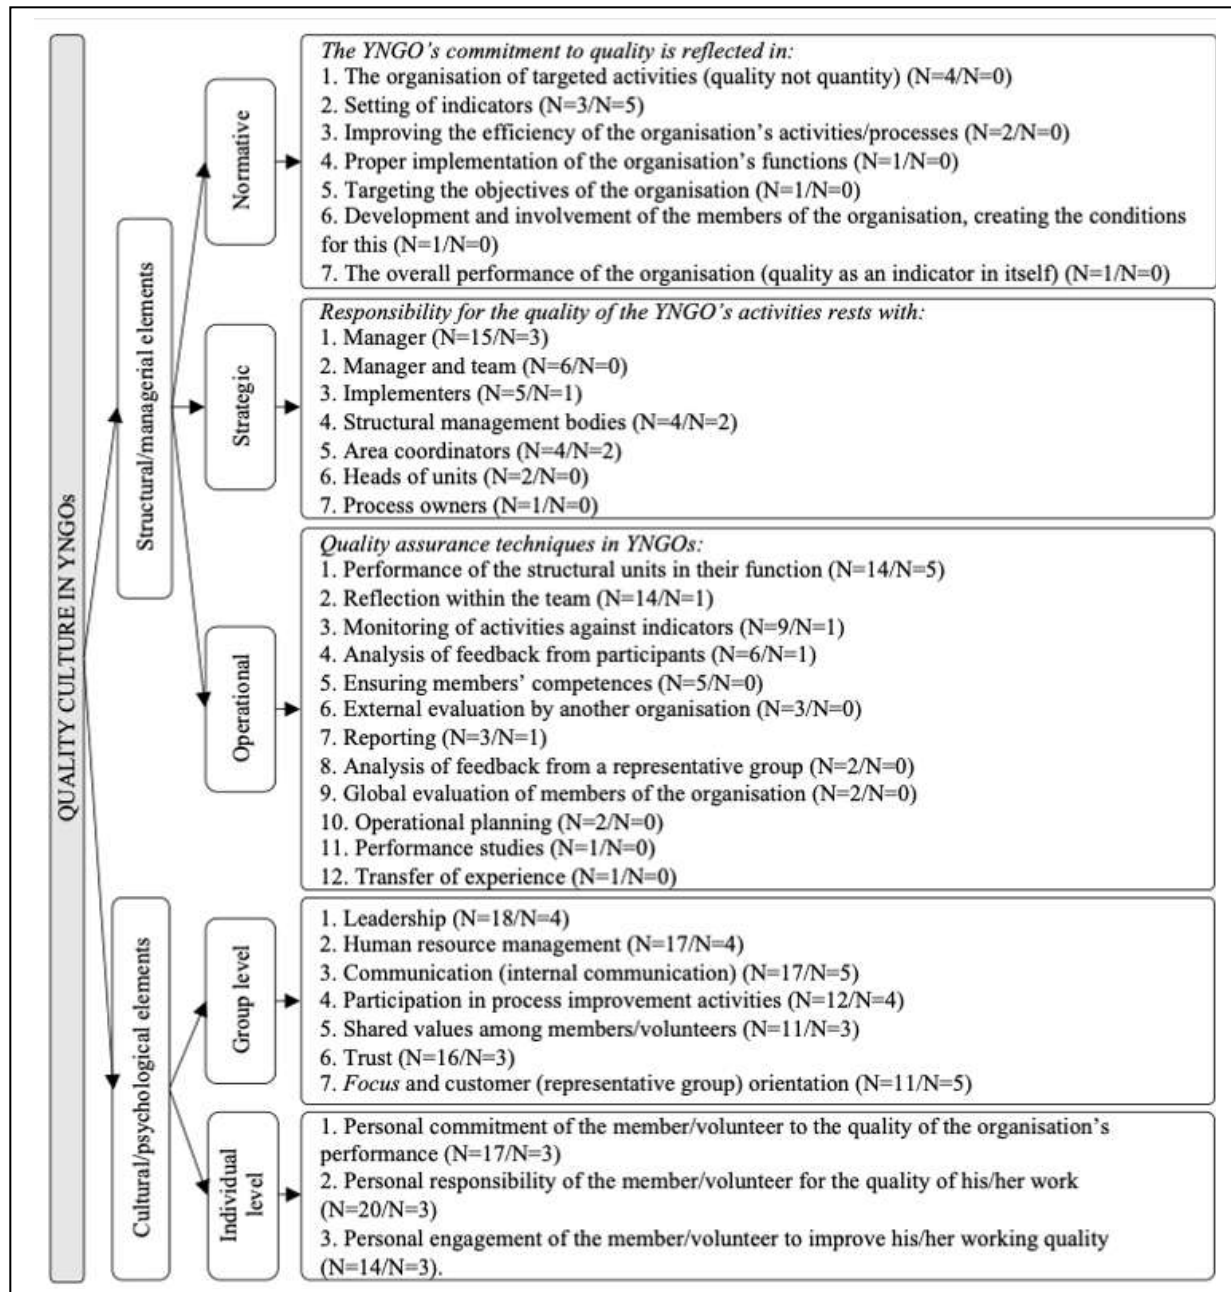 QUALITY CULTURE IN YNGOs
Structural/managerial elements
Normative
The YNGO's commitment to quality is reflected in:
1. The organisation of targeted activities (quality not quantity) (N=4/N=0)
2. Setting of indicators (N=3/N=5)
3. Improving the efficiency of the organisation's activities/processes (N=2/N=0)
4. Proper implementation of the organisation's functions (N=1/N=0)
5. Targeting the objectives of the organisation (N=1/N=0)
6. Development and involvement of the members of the organisation, creating the conditions
for this (N=1/N=0)
7. The overall performance of the organisation (quality as an indicator in itself) (N=1/N=0)
Strategic
Responsibility for the quality of the YNGO's activities rests with:
1. Manager (N=15/N=3)
2. Manager and team (N=6/N=0)
3. Implementers (N=5/N=1)
4. Structural management bodies (N=4/N=2)
5. Area coordinators (N=4/N=2)
6. Heads of units (N=2/N=0)
7. Process owners (N=1/N=0)
Operational
Quality assurance techniques in YNGOs:
1. Performance of the structural units in their function (N=14/N=5)
2. Reflection within the team (N=14/N=1)
3. Monitoring of activities against indicators (N=9/N=1)
4. Analysis of feedback from participants (N=6/N=1)
5. Ensuring members' competences (N=5/N=0)
6. External evaluation by another organisation (N=3/N=0)
7. Reporting (N=3/N=1)
8. Analysis of feedback from a representative group (N=2/N=0)
9. Global evaluation of members of the organisation (N=2/N=0)
10. Operational planning (N=2/N=0)
11. Performance studies (N=1/N=0)
12. Transfer of experience (N=1/N=0)
Cultural/psychological elements
Group level
1. Leadership (N=18/N=4)
2. Human resource management (N=17/N=4)
3. Communication (internal communication) (N=17/N=5)
4. Participation in process improvement activities (N=12/N=4)
5. Shared values among members/volunteers (N=11/N=3)
6. Trust (N=16/N=3)
7. Focus and customer (representative group) orientation (N=11/N=5)
Individual
level
1. Personal commitment of the member/volunteer to the quality of the organisation's
performance (N=17/N=3)
2. Personal responsibility of the member/volunteer for the quality of his/her work
(N=20/N=3)
3. Personal engagement of the member/volunteer to improve his/her working quality
(N=14/N=3).